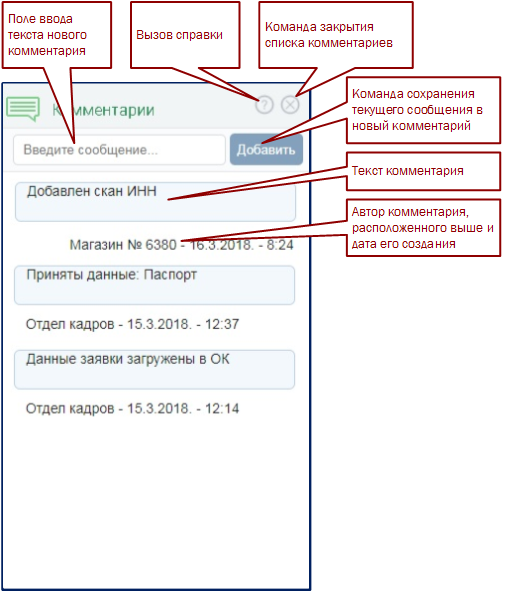 Поле ввода
текста нового
комментария
Вызов справки
Команда закрытия
списка комментариев
Комментарии
?
Команда сохранения
текущего сообщения в
новый комментарий
Введите сообщение...
Добавить
Текст комментария
Добавлен скан ИНН
Автор комментария,
расположенного выше и
дата его создания
Магазин № 6380 - 16.3.2018. - 8:24
Приняты данные: Паспорт
Отдел кадров - 15.3.2018. - 12:37
Данные заявки загружены в ОК
Отдел кадров - 15.3.2018. - 12:14